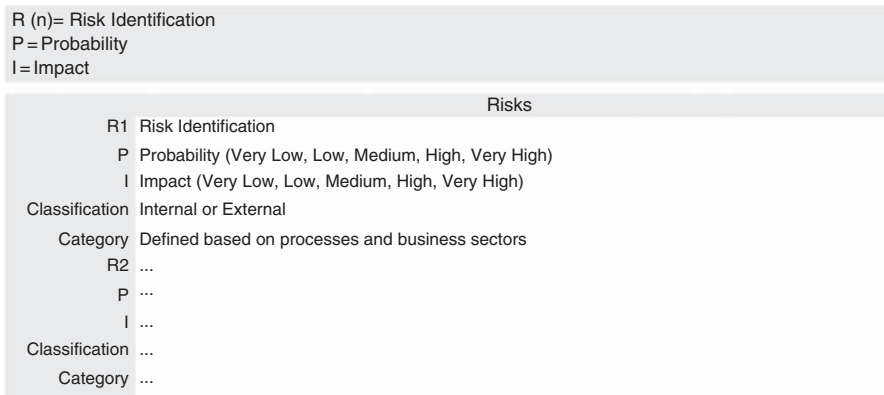 R (n)= Risk Identification
P = Probability
I = Impact
Risks
R1 Risk Identification
P Probability (Very Low, Low, Medium, High, Very High)
I Impact (Very Low, Low, Medium, High, Very High)
Classification Internal or External
Category Defined based on processes and business sectors
R2 ...
P ...
I ...
Classification ...
Category ...